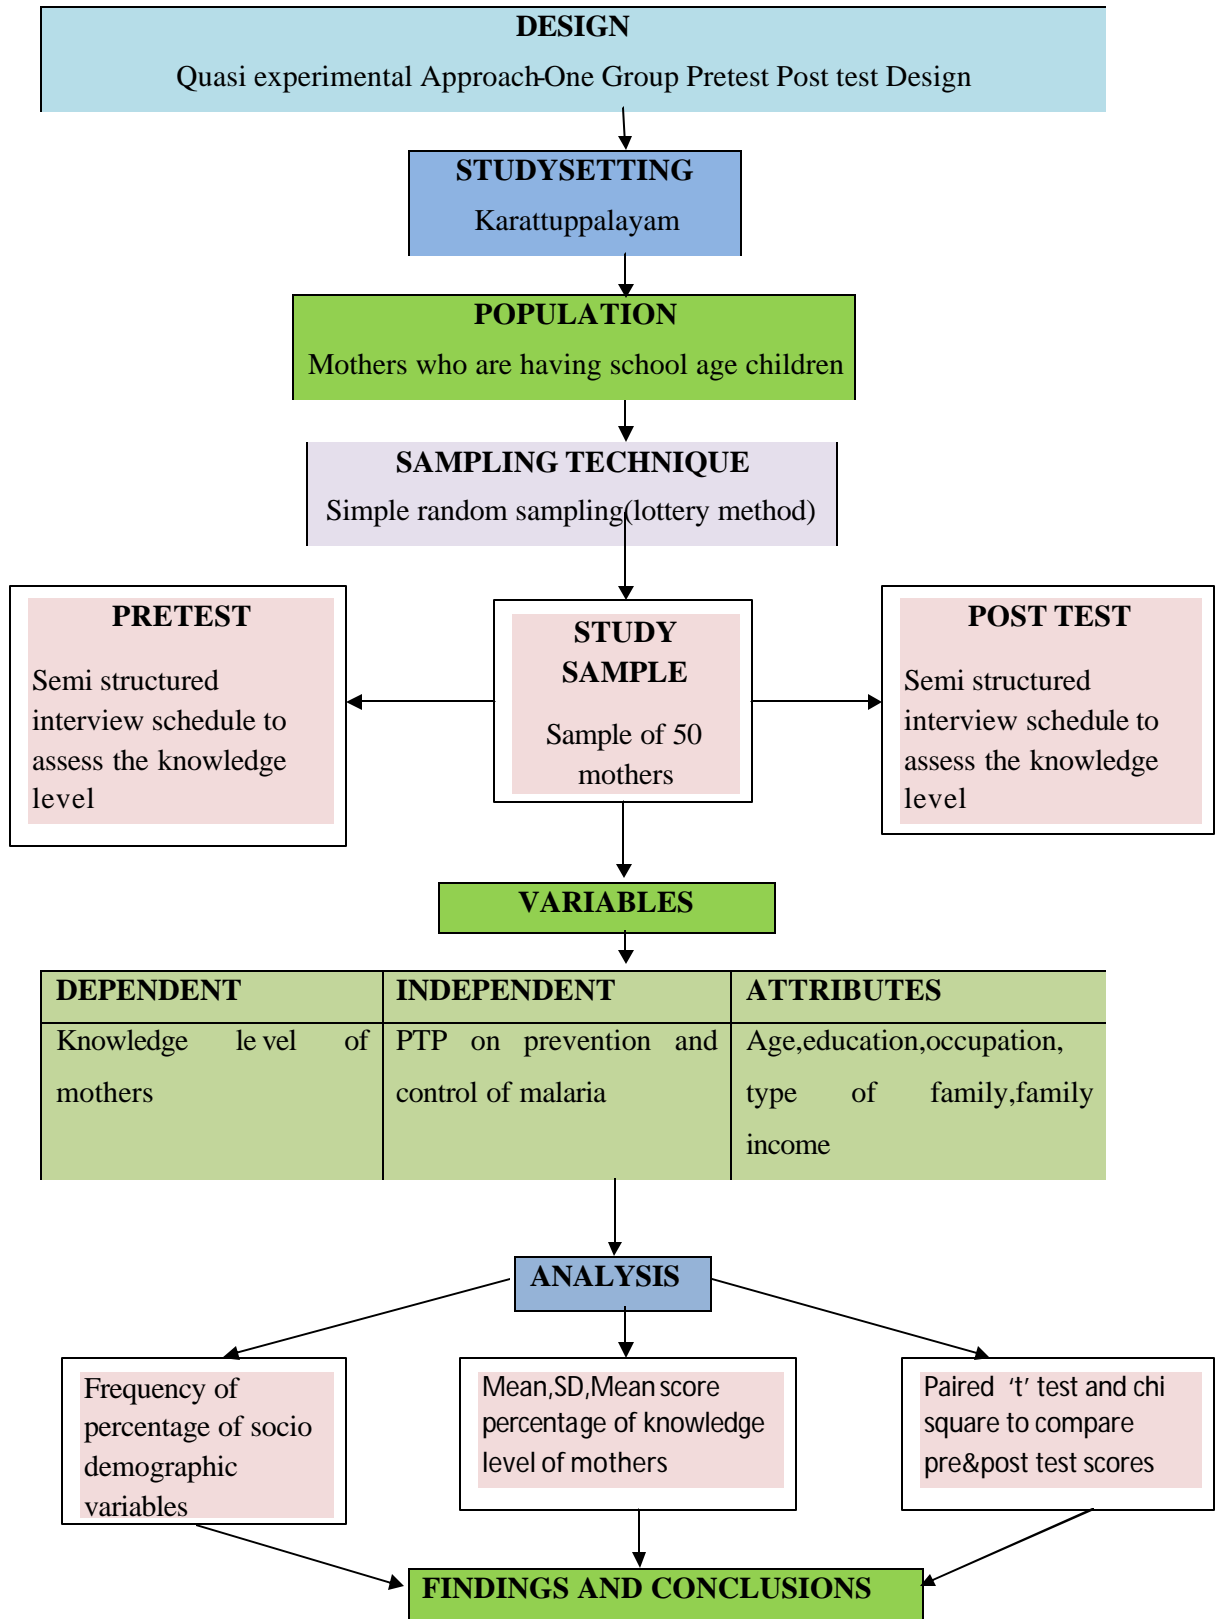 DESIGN
Quasi experimental Approach-One Group Pretest Post test Design
STUDYSETTING
Karattuppalayam
POPULATION
Mothers who are having school age children
SAMPLING TECHNIQUE
Simple random sampling(lottery method)
PRETEST
Semi structured
interview schedule to
assess the knowledge
level
STUDY
SAMPLE
Sample of 50
mothers
POST TEST
Semi structured
interview schedule to
assess the knowledge
level
VARIABLES
DEPENDENT
Knowledge le vel of
mothers
INDEPENDENT
PTP on prevention and
control of malaria
ATTRIBUTES
Age,education,occupation,
type of family,family
income
ANALYSIS
Frequency of
percentage of socio
demographic
variables
Mean,SD,Mean score
percentage of knowledge
level of mothers
Paired ‘t’ test and chi
square to compare
pre&post test scores
FINDINGS AND CONCLUSIONS